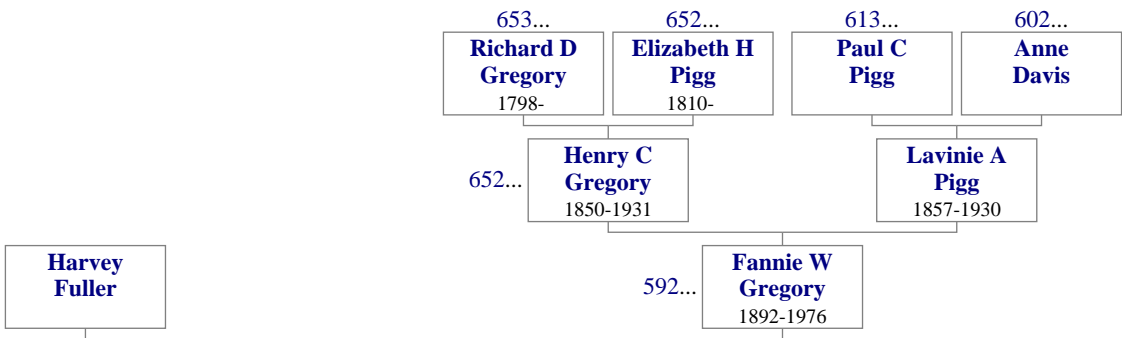 653... 652... 613... 602...
Richard D Elizabeth H Paul C Anne
Gregory Pigg Pigg Davis
1798- 1810-
Henry C Lavinie A
652... Gregory Pigg
1850-1931 1857-1930
Harvey Fannie W
Fuller 592... Gregory
1892-1976